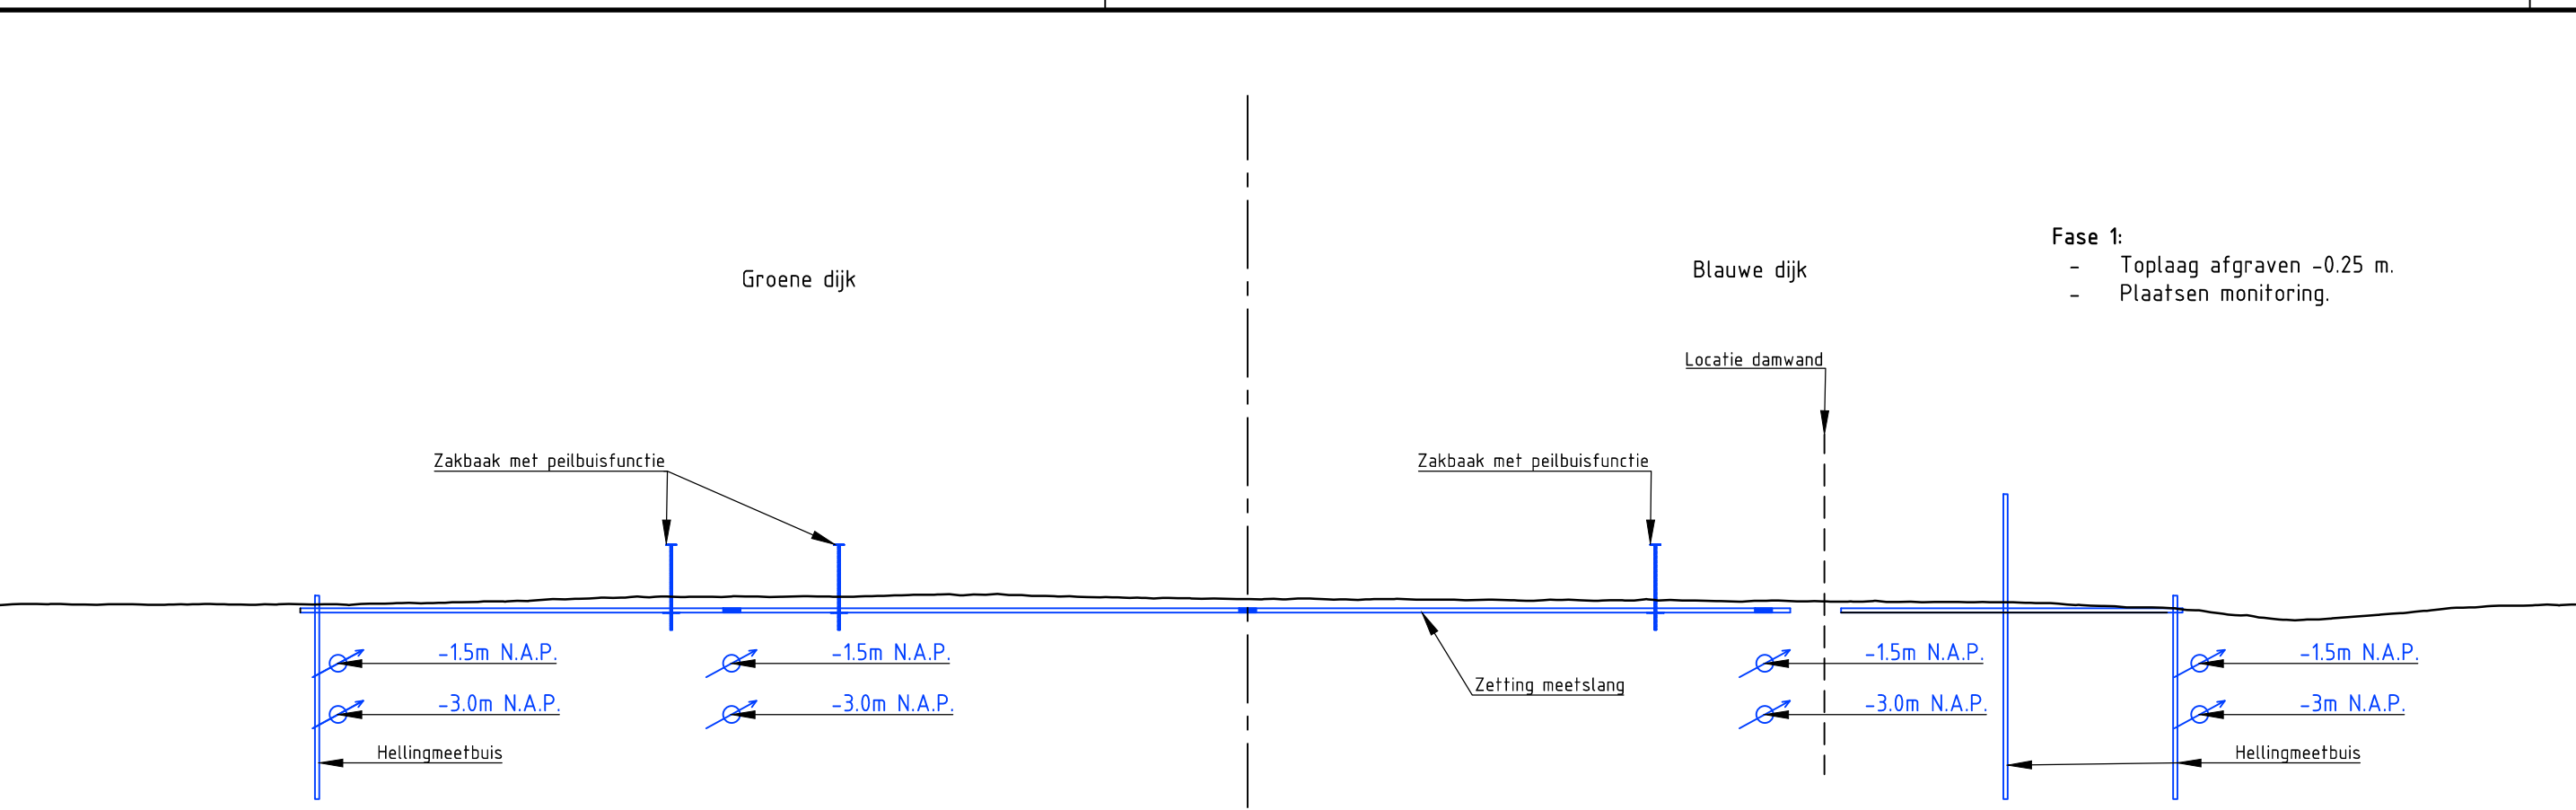 Fase 1:
- Toplaag afgraven -0.25 m.
- Plaatsen monitoring.
Groene dijk
Blauwe dijk
Locatie damwand
Zakbaak met peilbuisfunctie
Zakbaak met peilbuisfunctie
-1.5m N.A.P.
-1.5m N.A.P.
-1.5m N.A.P.
-1.5m N.A.P.
Zetting meetslang
-3.0m N.A.P.
-3.0m N.A.P.
-3.0m N.A.P.
-3m N.A.P.
Hellingmeetbuis
Hellingmeetbuis